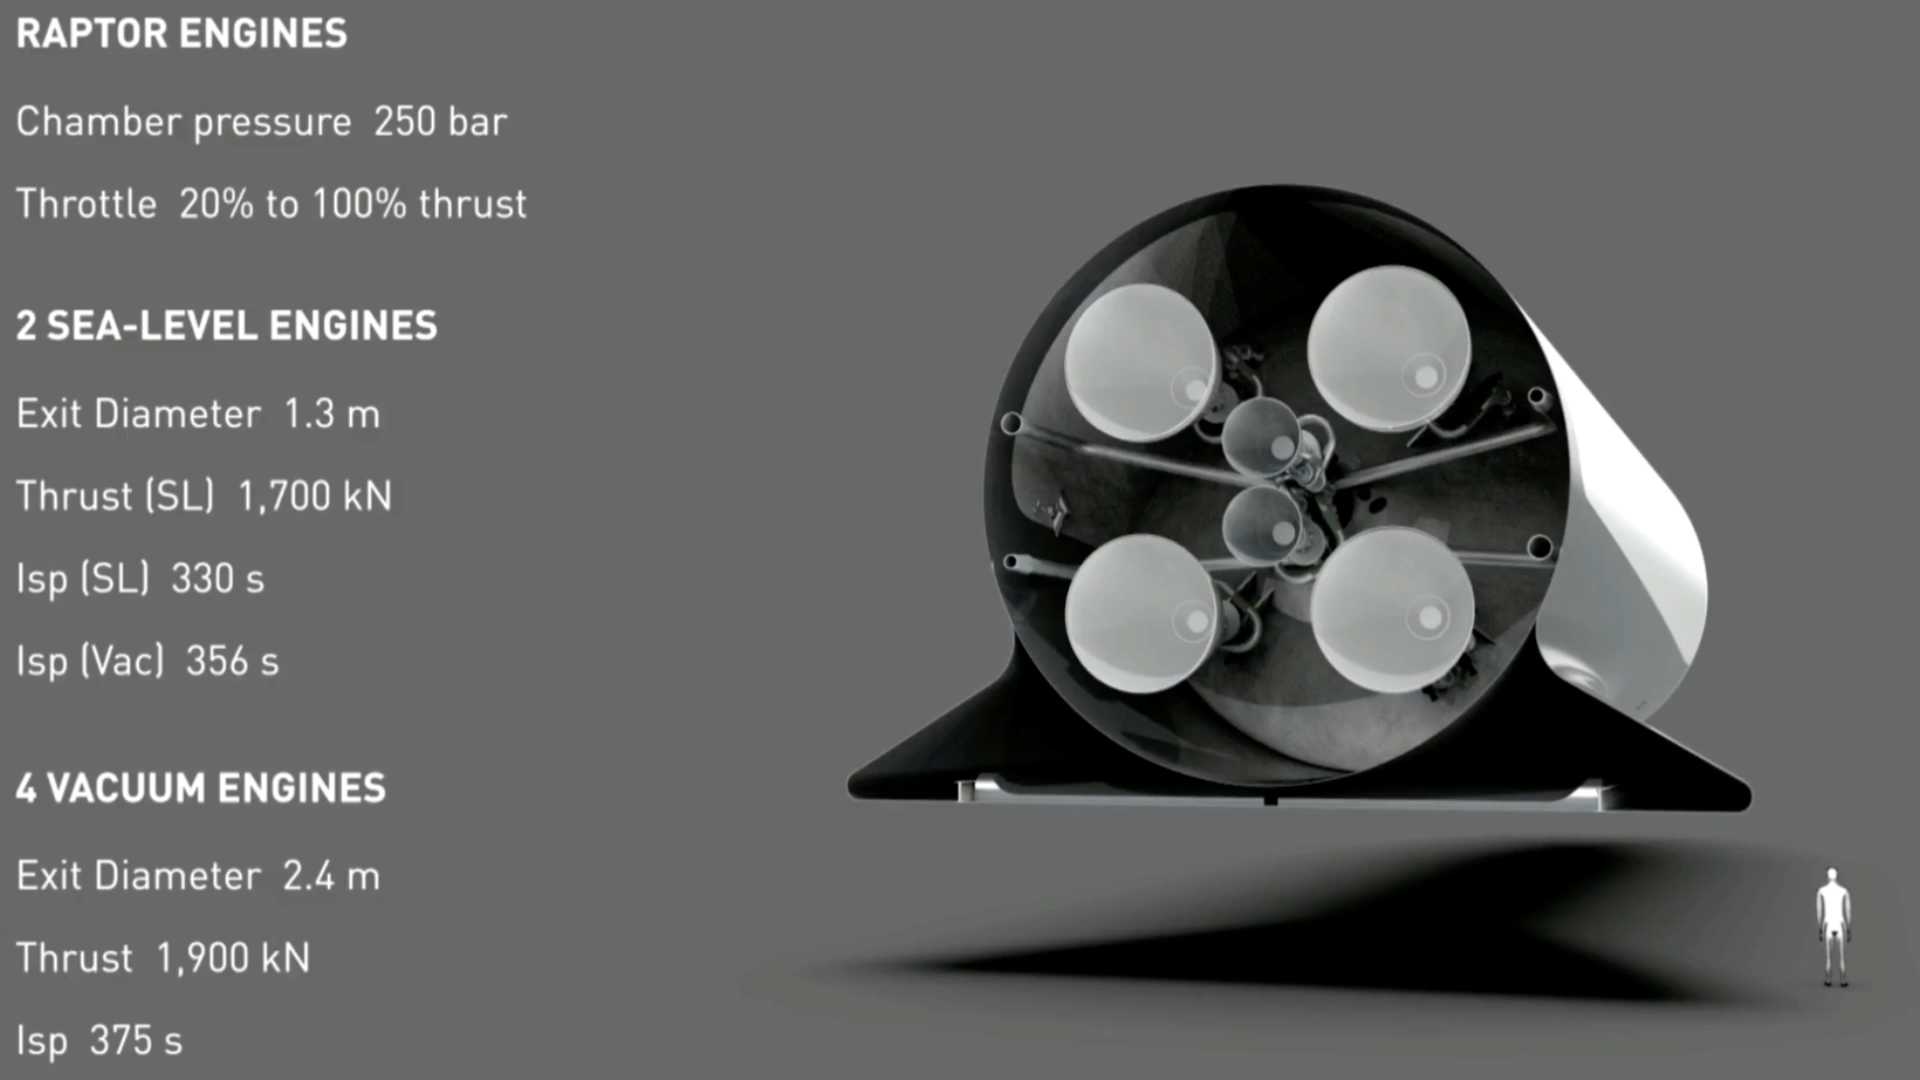 RAPTOR ENGINES
Chamber pressure 250 bar
Throttle 20% to 100% thrust
2 SEA-LEVEL ENGINES
Exit Diameter 1.3 m
Thrust (SL) 1,700 kN
Isp (SL) 330 s
Isp (Vac) 356 s
4 VACUUM ENGINES
Exit Diameter 2.4 m
Thrust 1,900 kN
Isp 375 s